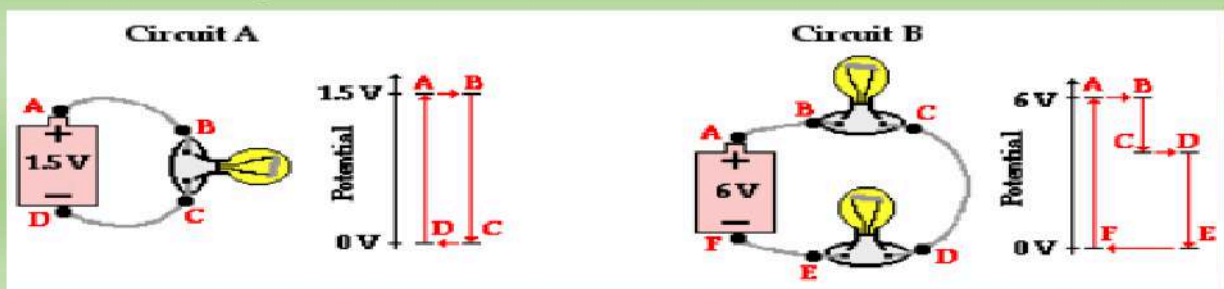 Circuit A
A
B
+
1.5 V
−
D
C
1.5 V
A
B
Potential
D
C
0 V
Circuit B
B
C
A
+
6 V
−
F
E
D
6 V
A
B
C
D
Potential
F
E
0 V